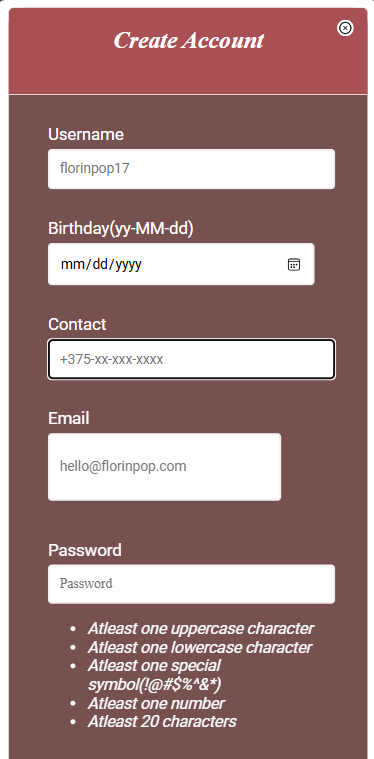 Create Account
Username
florinpop17
Birthday(yy-MM-dd)
mm/dd/yyyy
Contact
+375-xx-xxx-xxxx
Email
hello@florinpop.com
Password
Password
• Atleast one uppercase character
• Atleast one lowercase character
• Atleast one special
symbol(!@#$%^&*)
• Atleast one number
• Atleast 20 characters